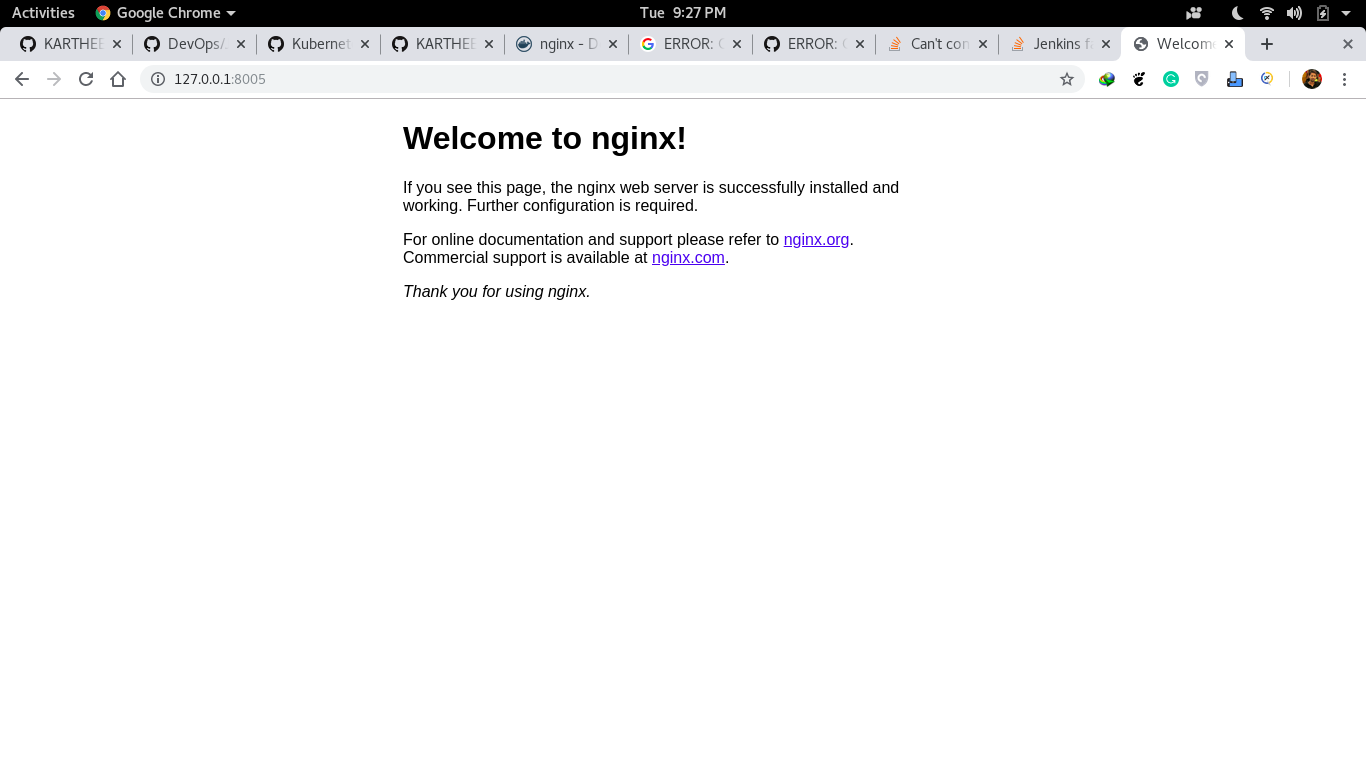 Activities Google Chrome Tue 9:27 PM
KARTHEE DevOps/ Kubernet KARTHEE nginx - D ERROR: ERROR: Can't con Jenkins fa Welcome
127.0.0.1:8005
Welcome to nginx!
If you see this page, the nginx web server is successfully installed and
working. Further configuration is required.
For online documentation and support please refer to nginx.org.
Commercial support is available at nginx.com.
Thank you for using nginx.